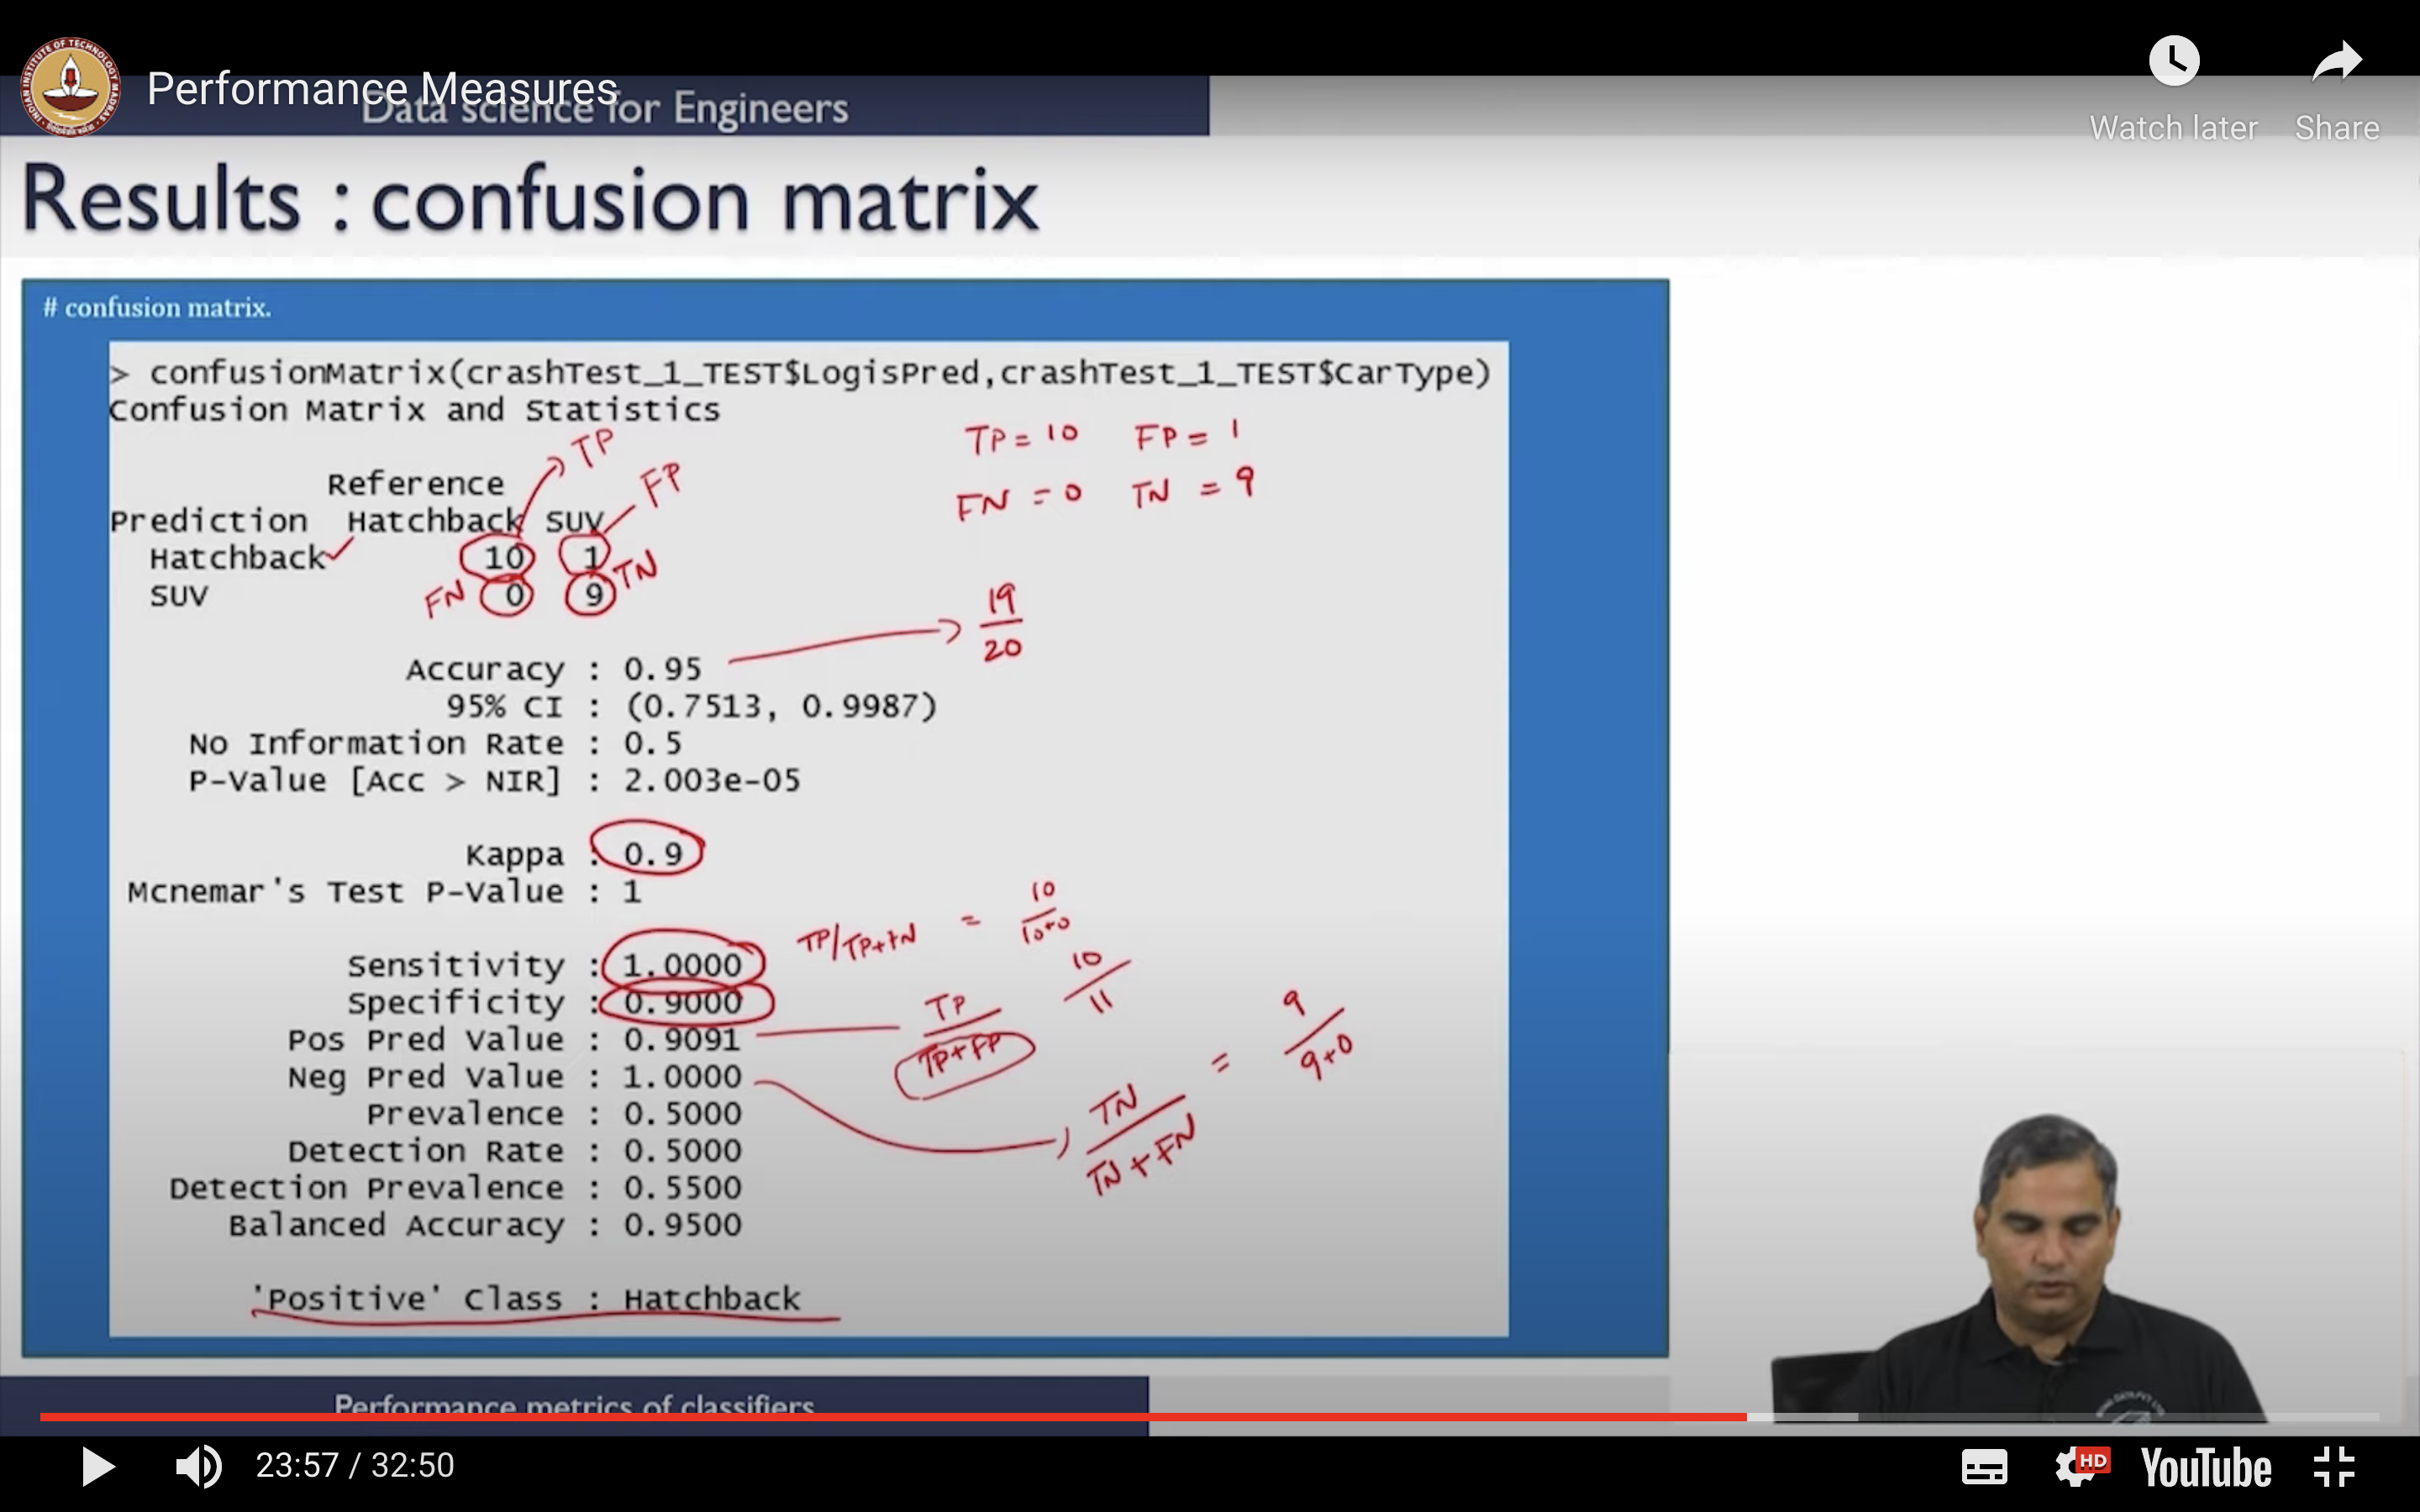 Performance Measures
Watch later
Share
Data science for Engineers
Results : confusion matrix
# confusion matrix.
> confusionMatrix(crashTest_1_TEST$LogisPred,crashTest_1_TEST$CarType)
Confusion Matrix and Statistics
TP
TP = 10 FP = 1
FP
Reference
FN = 0 TN = 9
Prediction Hatchback SUV
Hatchback 10 1
TN
SUV 0 9
FN
19
20
Accuracy : 0.95
95% CI : (0.7513, 0.9987)
No Information Rate : 0.5
P-Value [Acc > NIR] : 2.003e-05
Kappa : 0.9
Mcnemar's Test P-Value : 1
TP/TP+FN = 10/10+0
Sensitivity : 1.0000
Specificity : 0.9000
Pos Pred Value : 0.9091
TP/TP+FP 10/11
Neg Pred Value : 1.0000
TN/TN+FN = 9/9+0
Prevalence : 0.5000
Detection Rate : 0.5000
Detection Prevalence : 0.5500
Balanced Accuracy : 0.9500
'Positive' Class : Hatchback
Performance metrics of classifiers
23:57 / 32:50
HD
YouTube